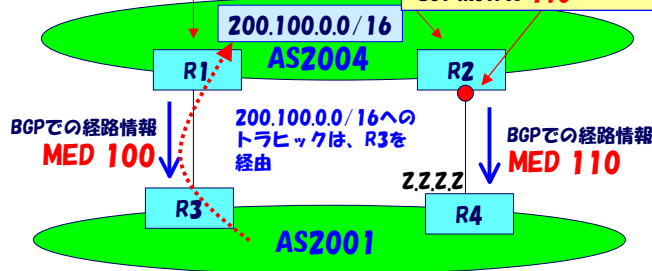 110
200.100.0.0/16
AS2004
R1
R2
BGPでの経路情報
MED 100
200.100.0.0/16への
トラヒックは、R3を
経由
BGPでの経路情報
MED 110
Z.Z.Z.Z
R3
R4
AS2001